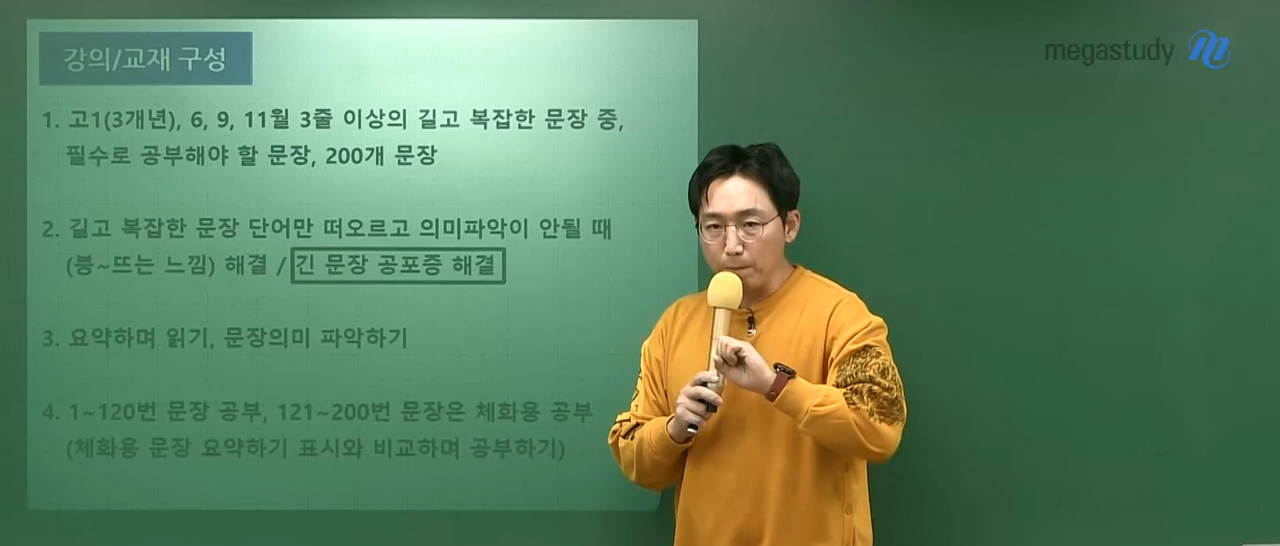 강의/교재 구성
megastudy
1. 고1(3개년), 6, 9, 11월 3줄 이상의 길고 복잡한 문장 중,
필수로 공부해야 할 문장, 200개 문장
2. 길고 복잡한 문장 단어만 떠오르고 의미파악이 안될 때
(붕~뜨는 느낌) 해결 / 긴 문장 공포증 해결
3. 요약하며 읽기, 문장의미 파악하기
4. 1~120번 문장 공부, 121~200번 문장은 체화용 공부
(체화용 문장 요약하기 표시와 비교하며 공부하기)